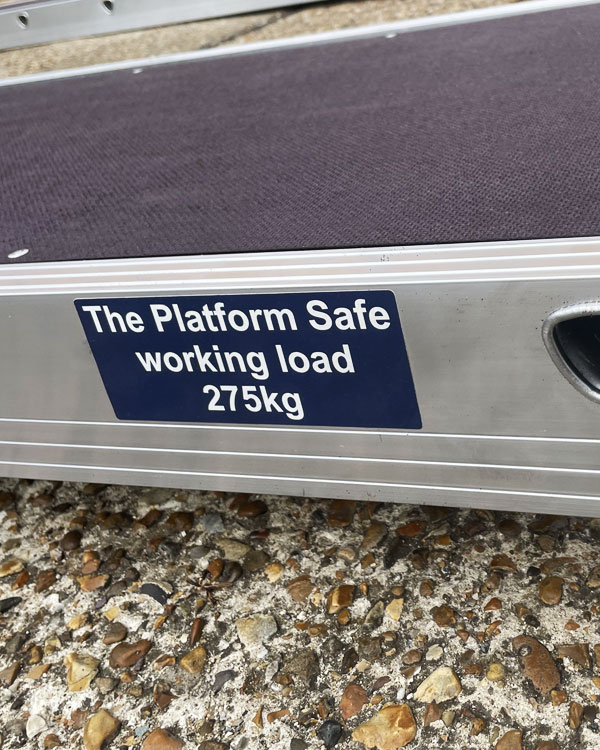 The Platform Safe
working load
275kg